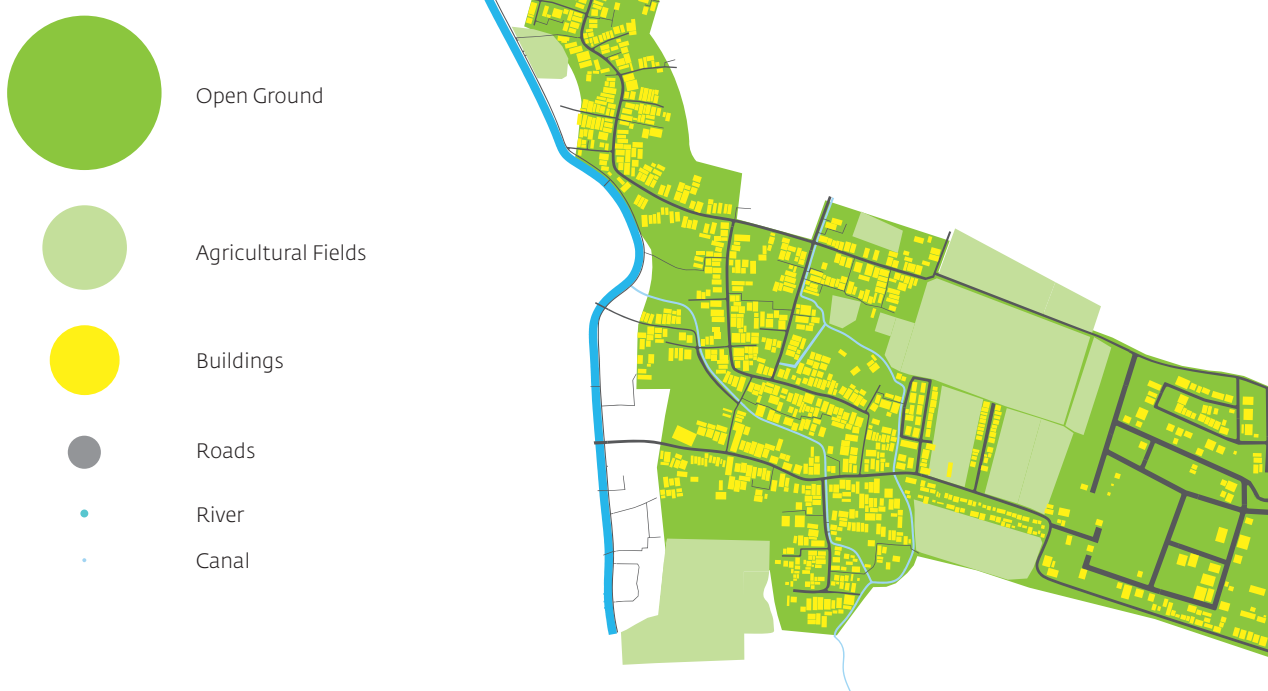 Open Ground
Agricultural Fields
Buildings
Roads
River
Canal